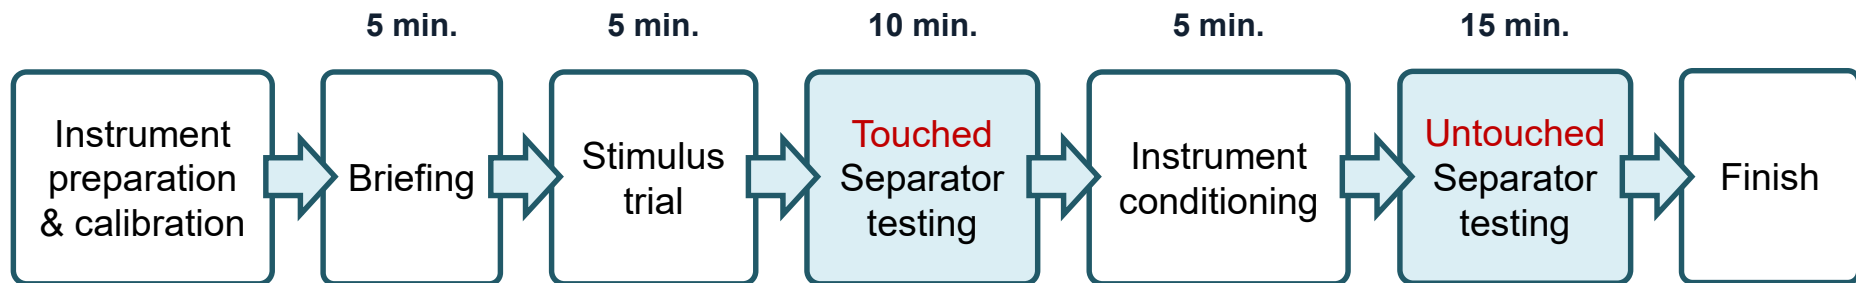 5 min.
5 min.
10 min.
5 min.
15 min.
Instrument
preparation
& calibration
Briefing
Stimulus
trial
Touched
Separator
testing
Instrument
conditioning
Untouched
Separator
testing
Finish